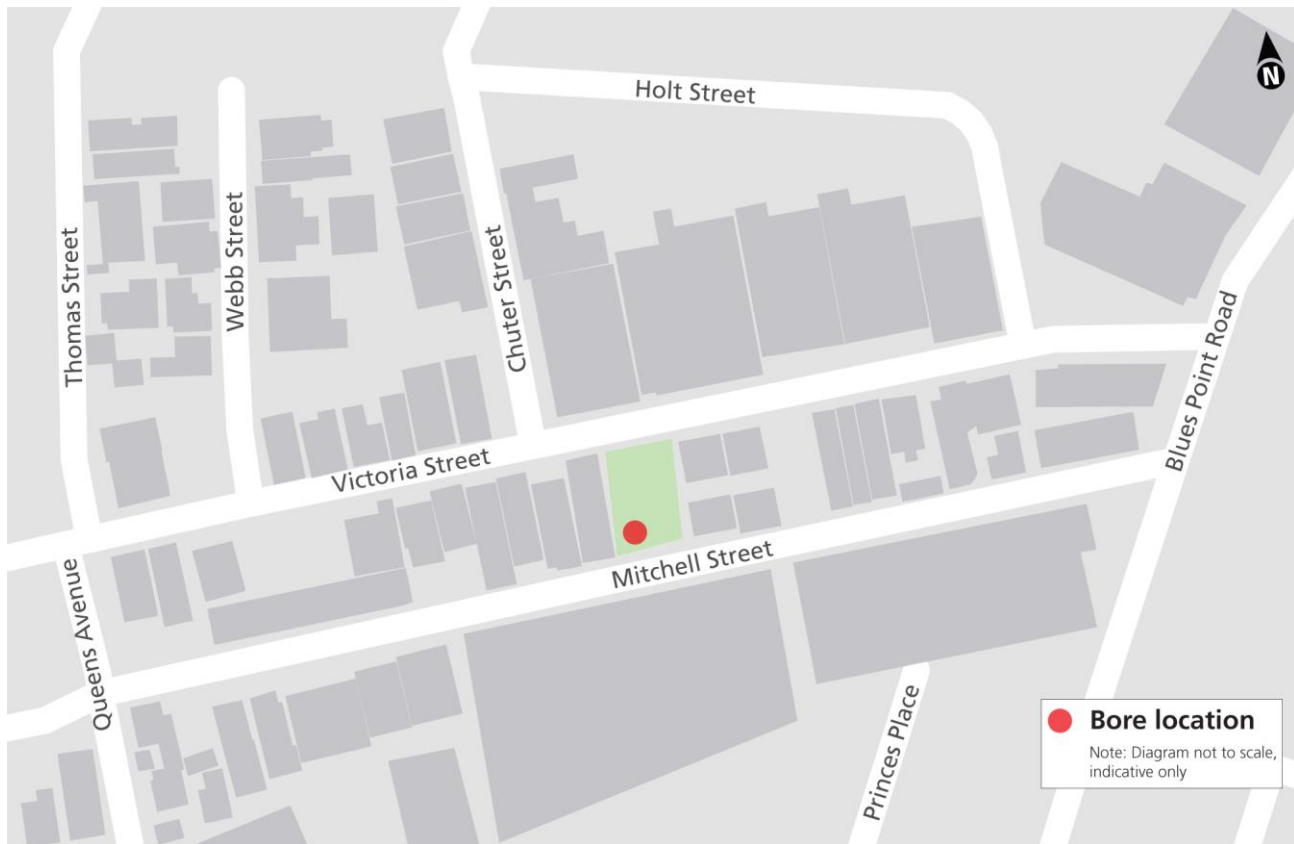 N
Holt Street
Thomas Street
Webb Street
Chuter Street
Blues Point Road
Victoria Street
Mitchell Street
Queens Avenue
Princes Place
Bore location
Note: Diagram not to scale,
indicative only